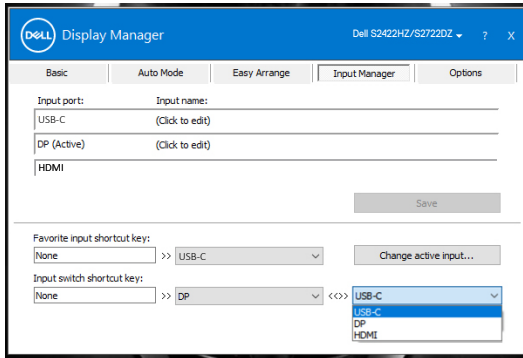 DELL Display Manager Dell S2422HZ/S2722DZ ? X
Basic Auto Mode Easy Arrange Input Manager Options
Input port: Input name:
USB-C (Click to edit)
DP (Active) (Click to edit)
HDMI
Save
Favorite input shortcut key:
None >> USB-C Change active input...
Input switch shortcut key:
None >> DP <<>> USB-C
USB-C
DP
HDMI